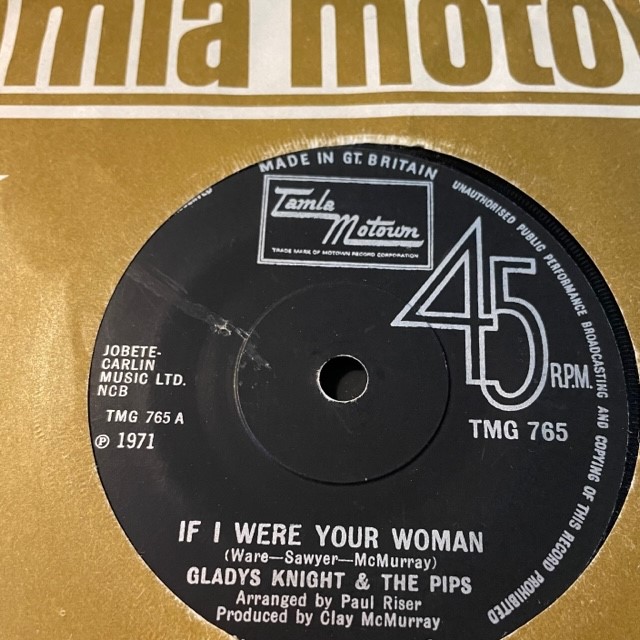 mla motow
MADE IN GT. BRITAIN
UNAUTHORISED PUBLIC PERFORMANCE BROADCASTING AND COPYING OF THIS RECORD PROHIBITED
Tamla
Motown
TRADE MARK OF MOTOWN RECORD CORPORATION
45
R.P.M.
JOBETE-
CARLIN
MUSIC LTD.
NCB
TMG 765 A
℗ 1971
TMG 765
IF I WERE YOUR WOMAN
(Ware—Sawyer—McMurray)
GLADYS KNIGHT & THE PIPS
Arranged by Paul Riser
Produced by Clay McMurray